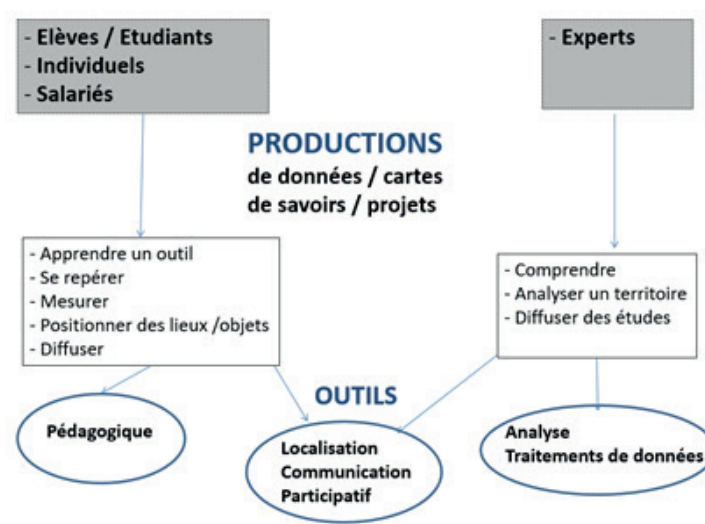 - Elèves / Etudiants
- Individuels
- Salariés
- Experts
PRODUCTIONS
de données / cartes
de savoirs / projets
- Apprendre un outil
- Se repérer
- Mesurer
- Positionner des lieux /objets
- Diffuser
- Comprendre
- Analyser un territoire
- Diffuser des études
OUTILS
Pédagogique
Localisation
Communication
Participatif
Analyse
Traitements de données